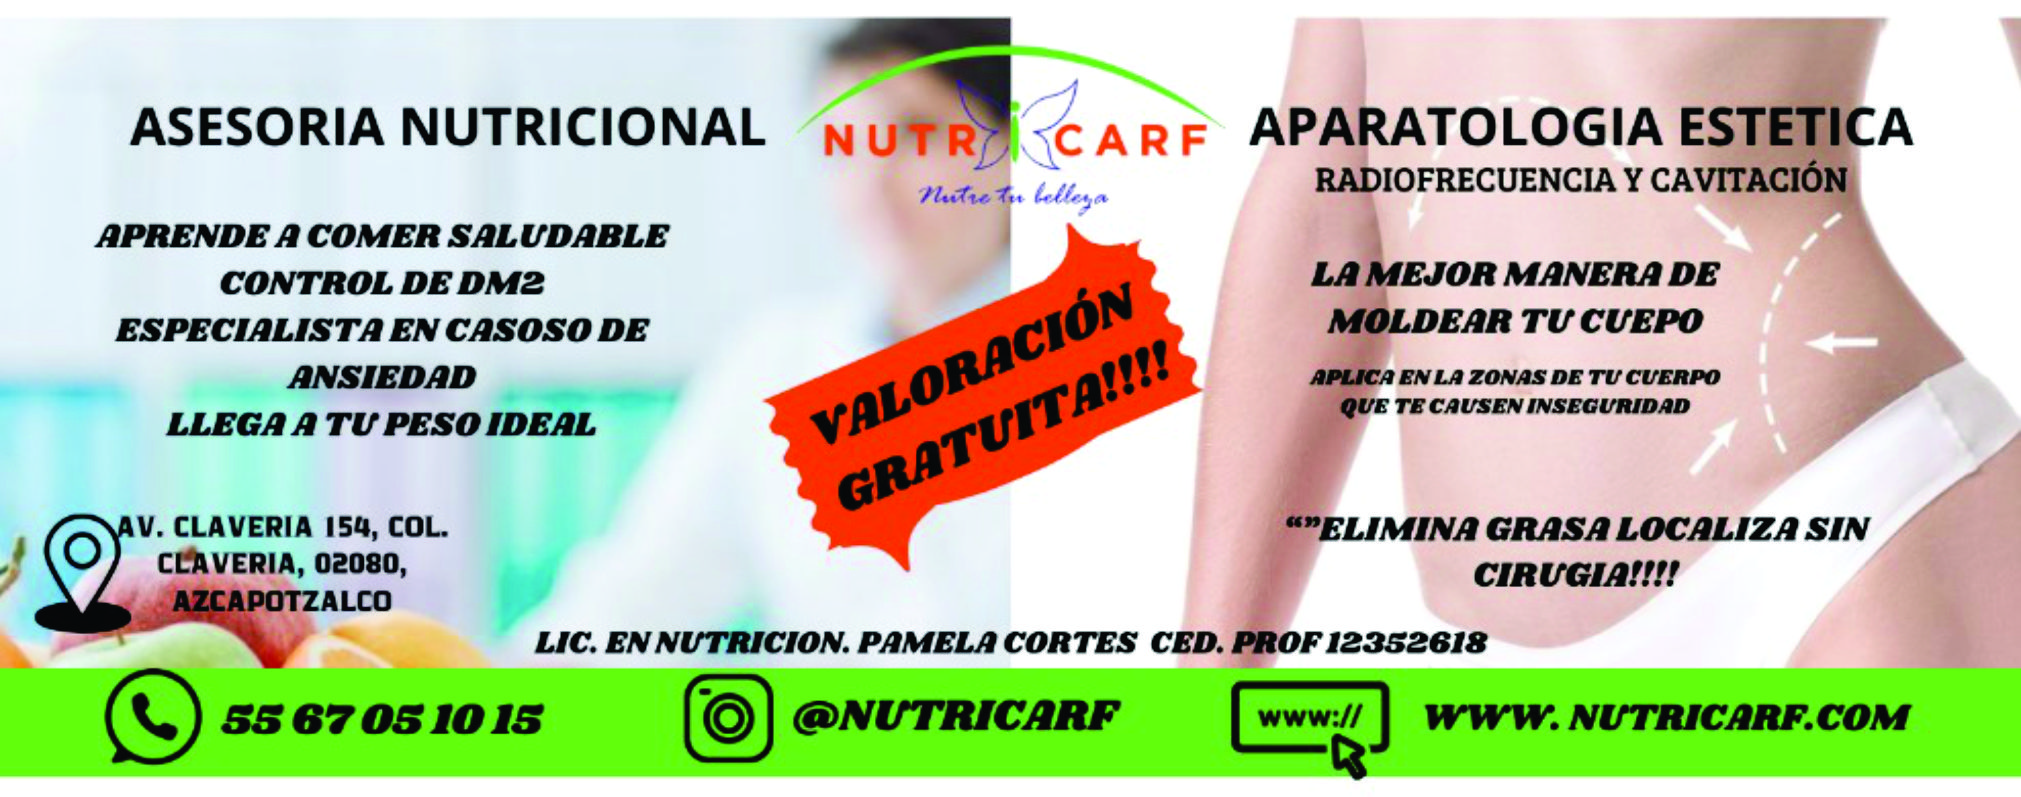 ASESORIA NUTRICIONAL
APRENDE A COMER SALUDABLE
CONTROL DE DM2
ESPECIALISTA EN CASOSO DE
ANSIEDAD
LLEGA A TU PESO IDEAL
AV. CLAVERIA 154, COL.
CLAVERIA, 02080,
AZCAPOTZALCO
NUTRiCARF
Nutre tu belleza
VALORACIÓN
GRATUITA!!!!
APARATOLOGIA ESTETICA
RADIOFRECUENCIA Y CAVITACIÓN
LA MEJOR MANERA DE
MOLDEAR TU CUEPO
APLICA EN LA ZONAS DE TU CUERPO
QUE TE CAUSEN INSEGURIDAD
“”ELIMINA GRASA LOCALIZA SIN
CIRUGIA!!!!
LIC. EN NUTRICION. PAMELA CORTES CED. PROF 12352618
55 67 05 10 15
@NUTRICARF
www://
WWW. NUTRICARF.COM